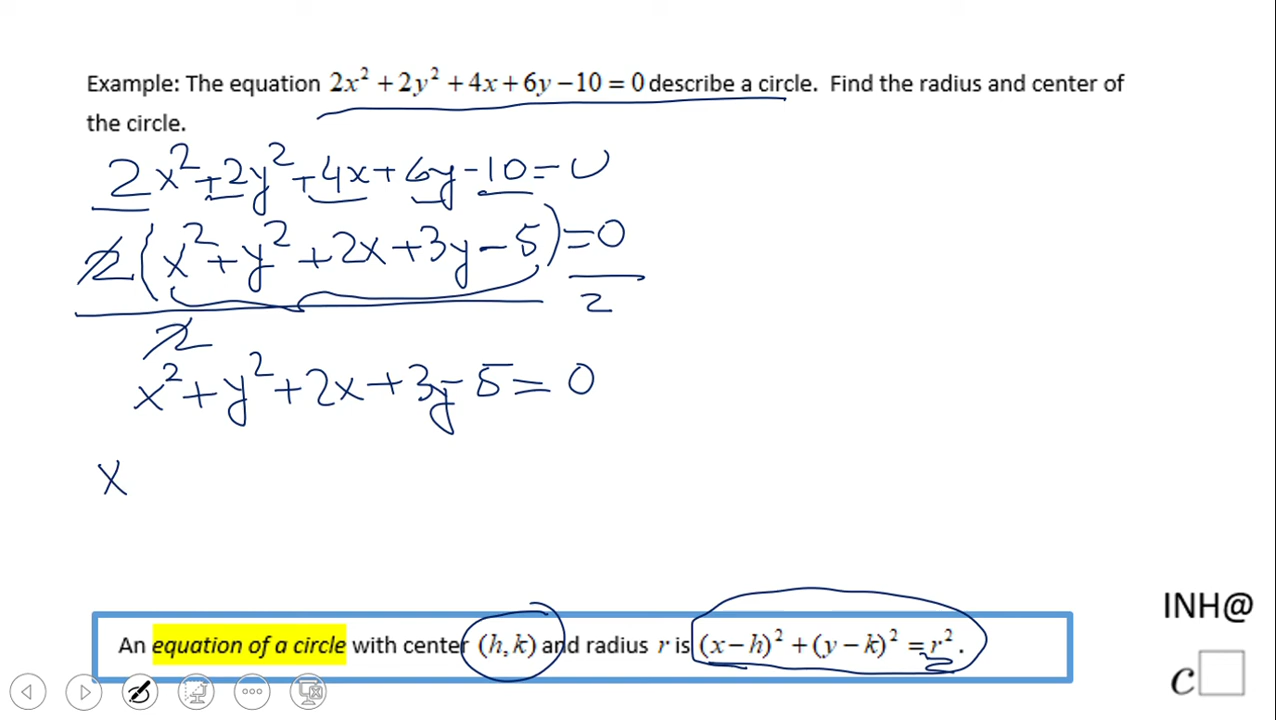 Example: The equation 2x² + 2y² + 4x + 6y − 10 = 0 describe a circle. Find the radius and center of
the circle.
2x² + 2y² + 4x + 6y - 10 = 0
2(x² + y² + 2x + 3y - 5) = 0
2 2
x² + y² + 2x + 3y - 5 = 0
x
INH@
An equation of a circle with center (h, k) and radius r is (x − h)² + (y − k)² = r².
c